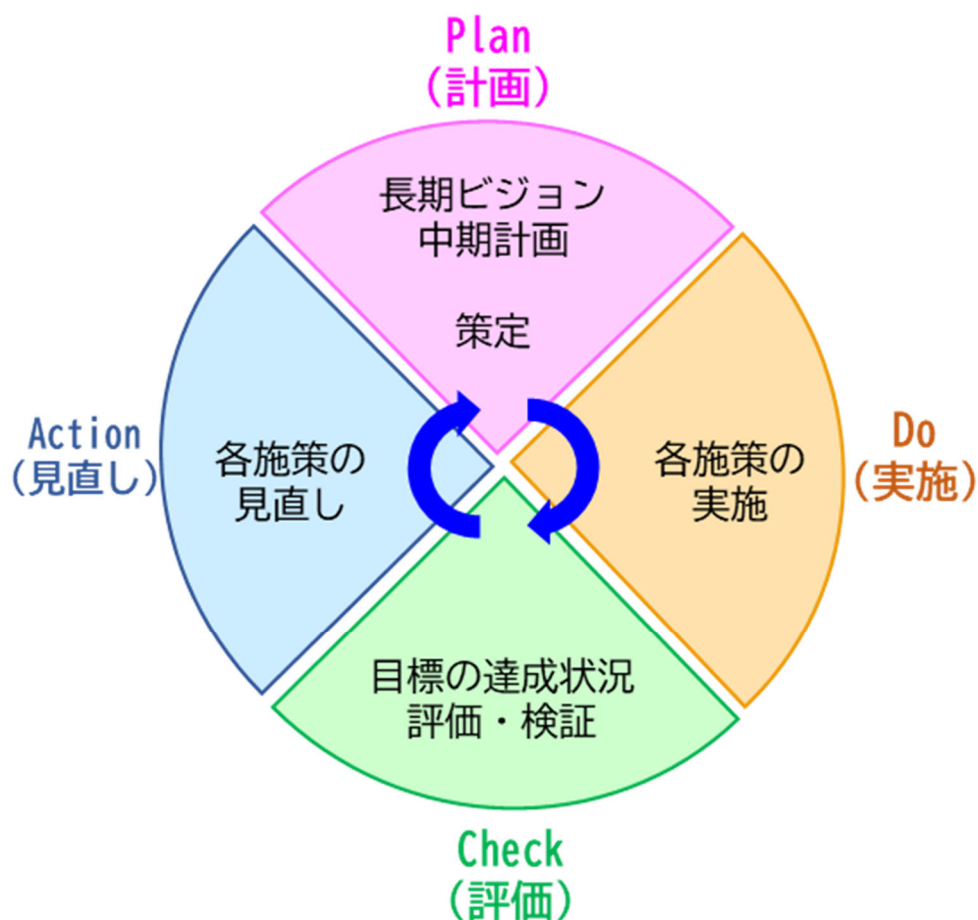 Plan
(計画)
長期ビジョン
中期計画
策定
Do
(実施)
各施策の
実施
Check
(評価)
目標の達成状況
評価・検証
Action
(見直し)
各施策の
見直し